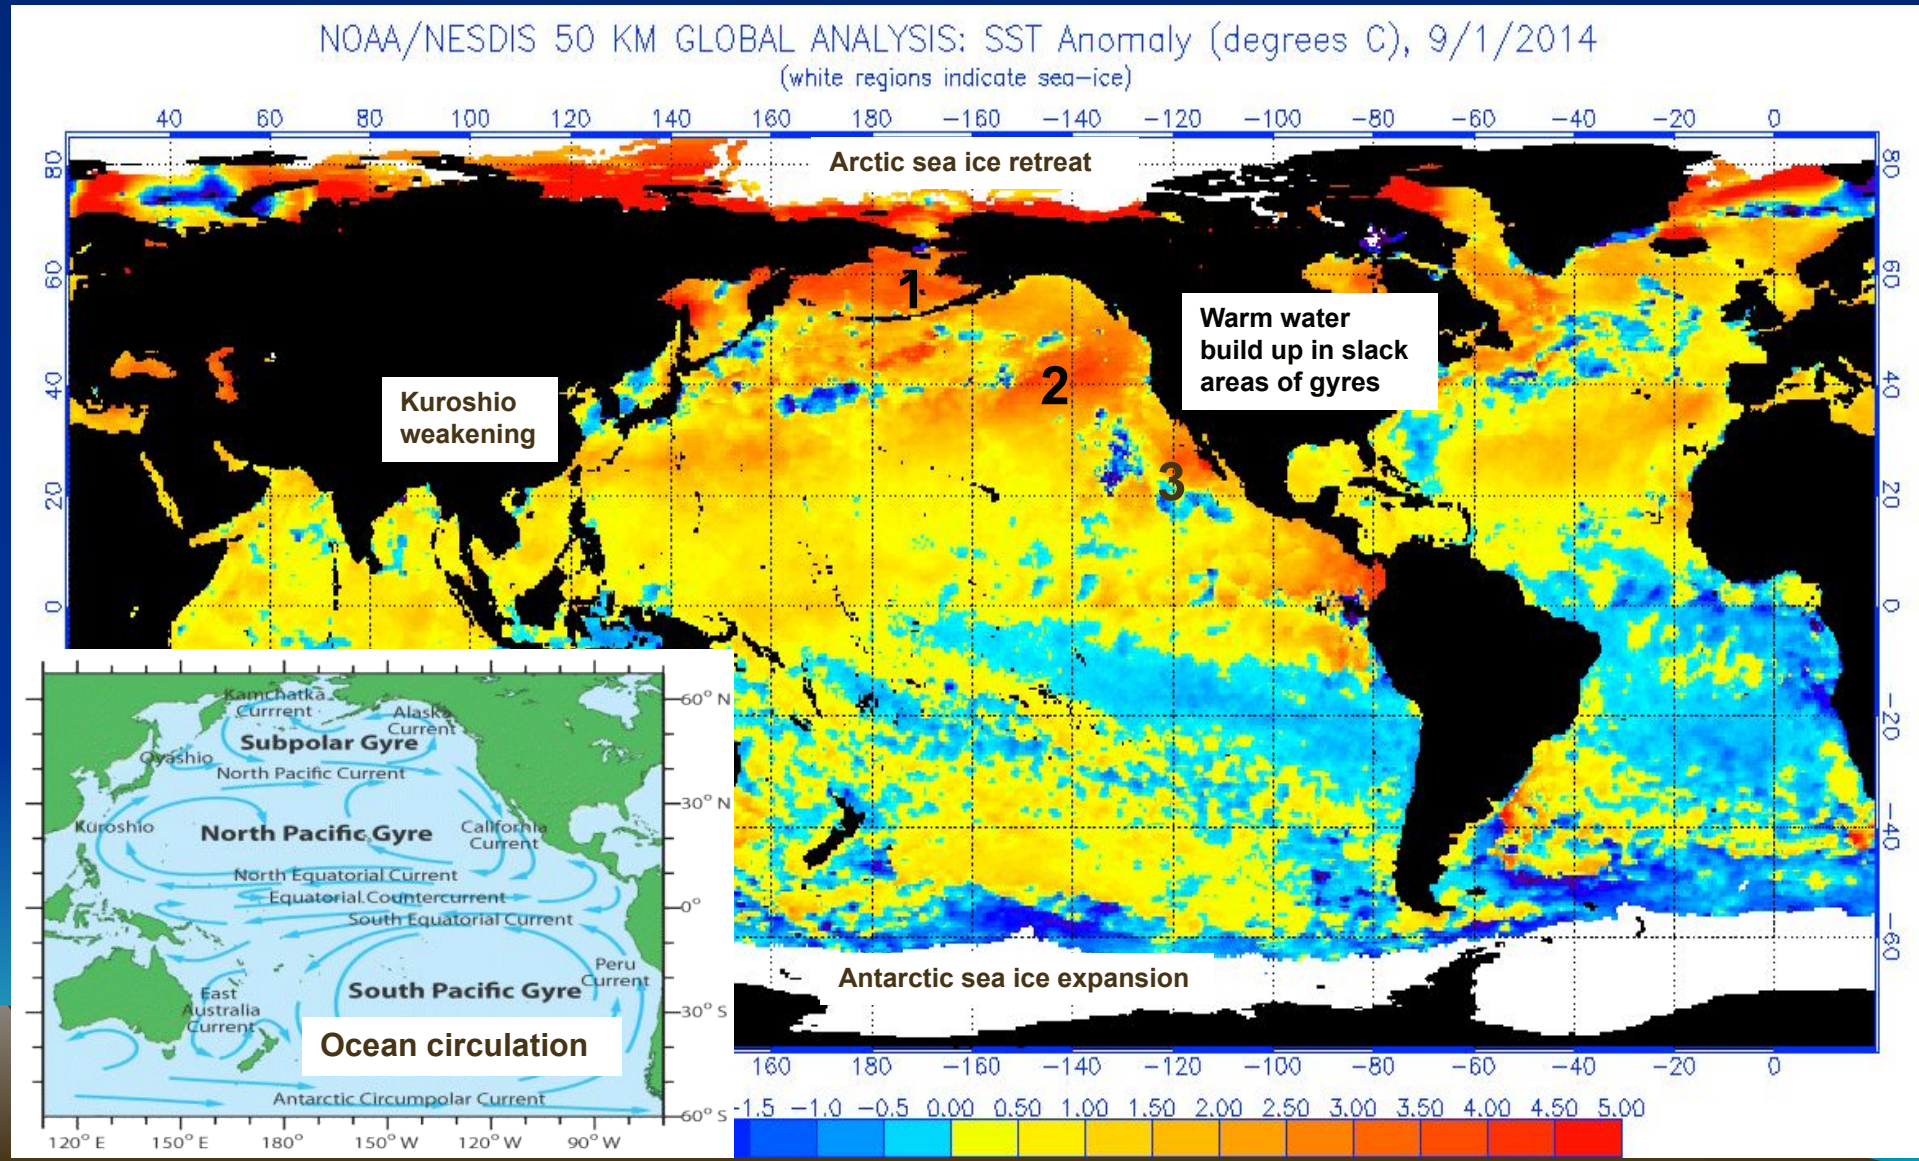 NOAA/NESDIS 50 KM GLOBAL ANALYSIS: SST Anomaly (degrees C), 9/1/2014
(white regions indicate sea-ice)
40 60 80 100 120 140 160 180 -160 -140 -120 -100 -80 -60 -40 -20 0
80 80
Arctic sea ice retreat
60 60
1
Warm water
build up in slack
areas of gyres
2
40 40
Kuroshio
weakening
3
20 20
0 0
-20
-40
-60
Antarctic sea ice expansion
160 180 -160 -140 -120 -100 -80 -60 -40 -20 0
-1.5 -1.0 -0.5 0.00 0.50 1.00 1.50 2.00 2.50 3.00 3.50 4.00 4.50 5.00
Kamchatka
Currrent
Alaska
Current
60° N
Subpolar Gyre
Oyashio
North Pacific Current
30° N
Kuroshio
North Pacific Gyre
California
Current
North Equatorial Current
Equatorial Countercurrent
0°
South Equatorial Current
Peru
Current
South Pacific Gyre
East
Australia
Current
30° S
Ocean circulation
Antarctic Circumpolar Current
60° S
120° E 150° E 180° 150° W 120° W 90° W